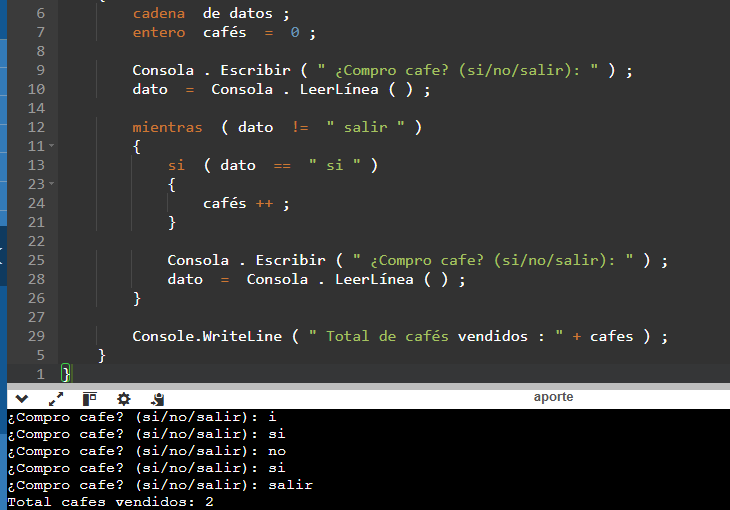 6 cadena de datos ;
7 entero cafés = 0 ;
8
9 Consola . Escribir ( " ¿Compro cafe? (si/no/salir): " ) ;
10 dato = Consola . LeerLínea ( ) ;
14
12 mientras ( dato != " salir " )
11 {
13 si ( dato == " si " )
23 {
24 cafés ++ ;
21 }
22
25 Consola . Escribir ( " ¿Compro cafe? (si/no/salir): " ) ;
28 dato = Consola . LeerLínea ( ) ;
26 }
27
29 Console.WriteLine ( " Total de cafés vendidos : " + cafes ) ;
5 }
1 }
aporte
¿Compro cafe? (si/no/salir): i
¿Compro cafe? (si/no/salir): si
¿Compro cafe? (si/no/salir): no
¿Compro cafe? (si/no/salir): si
¿Compro cafe? (si/no/salir): salir
Total cafes vendidos: 2